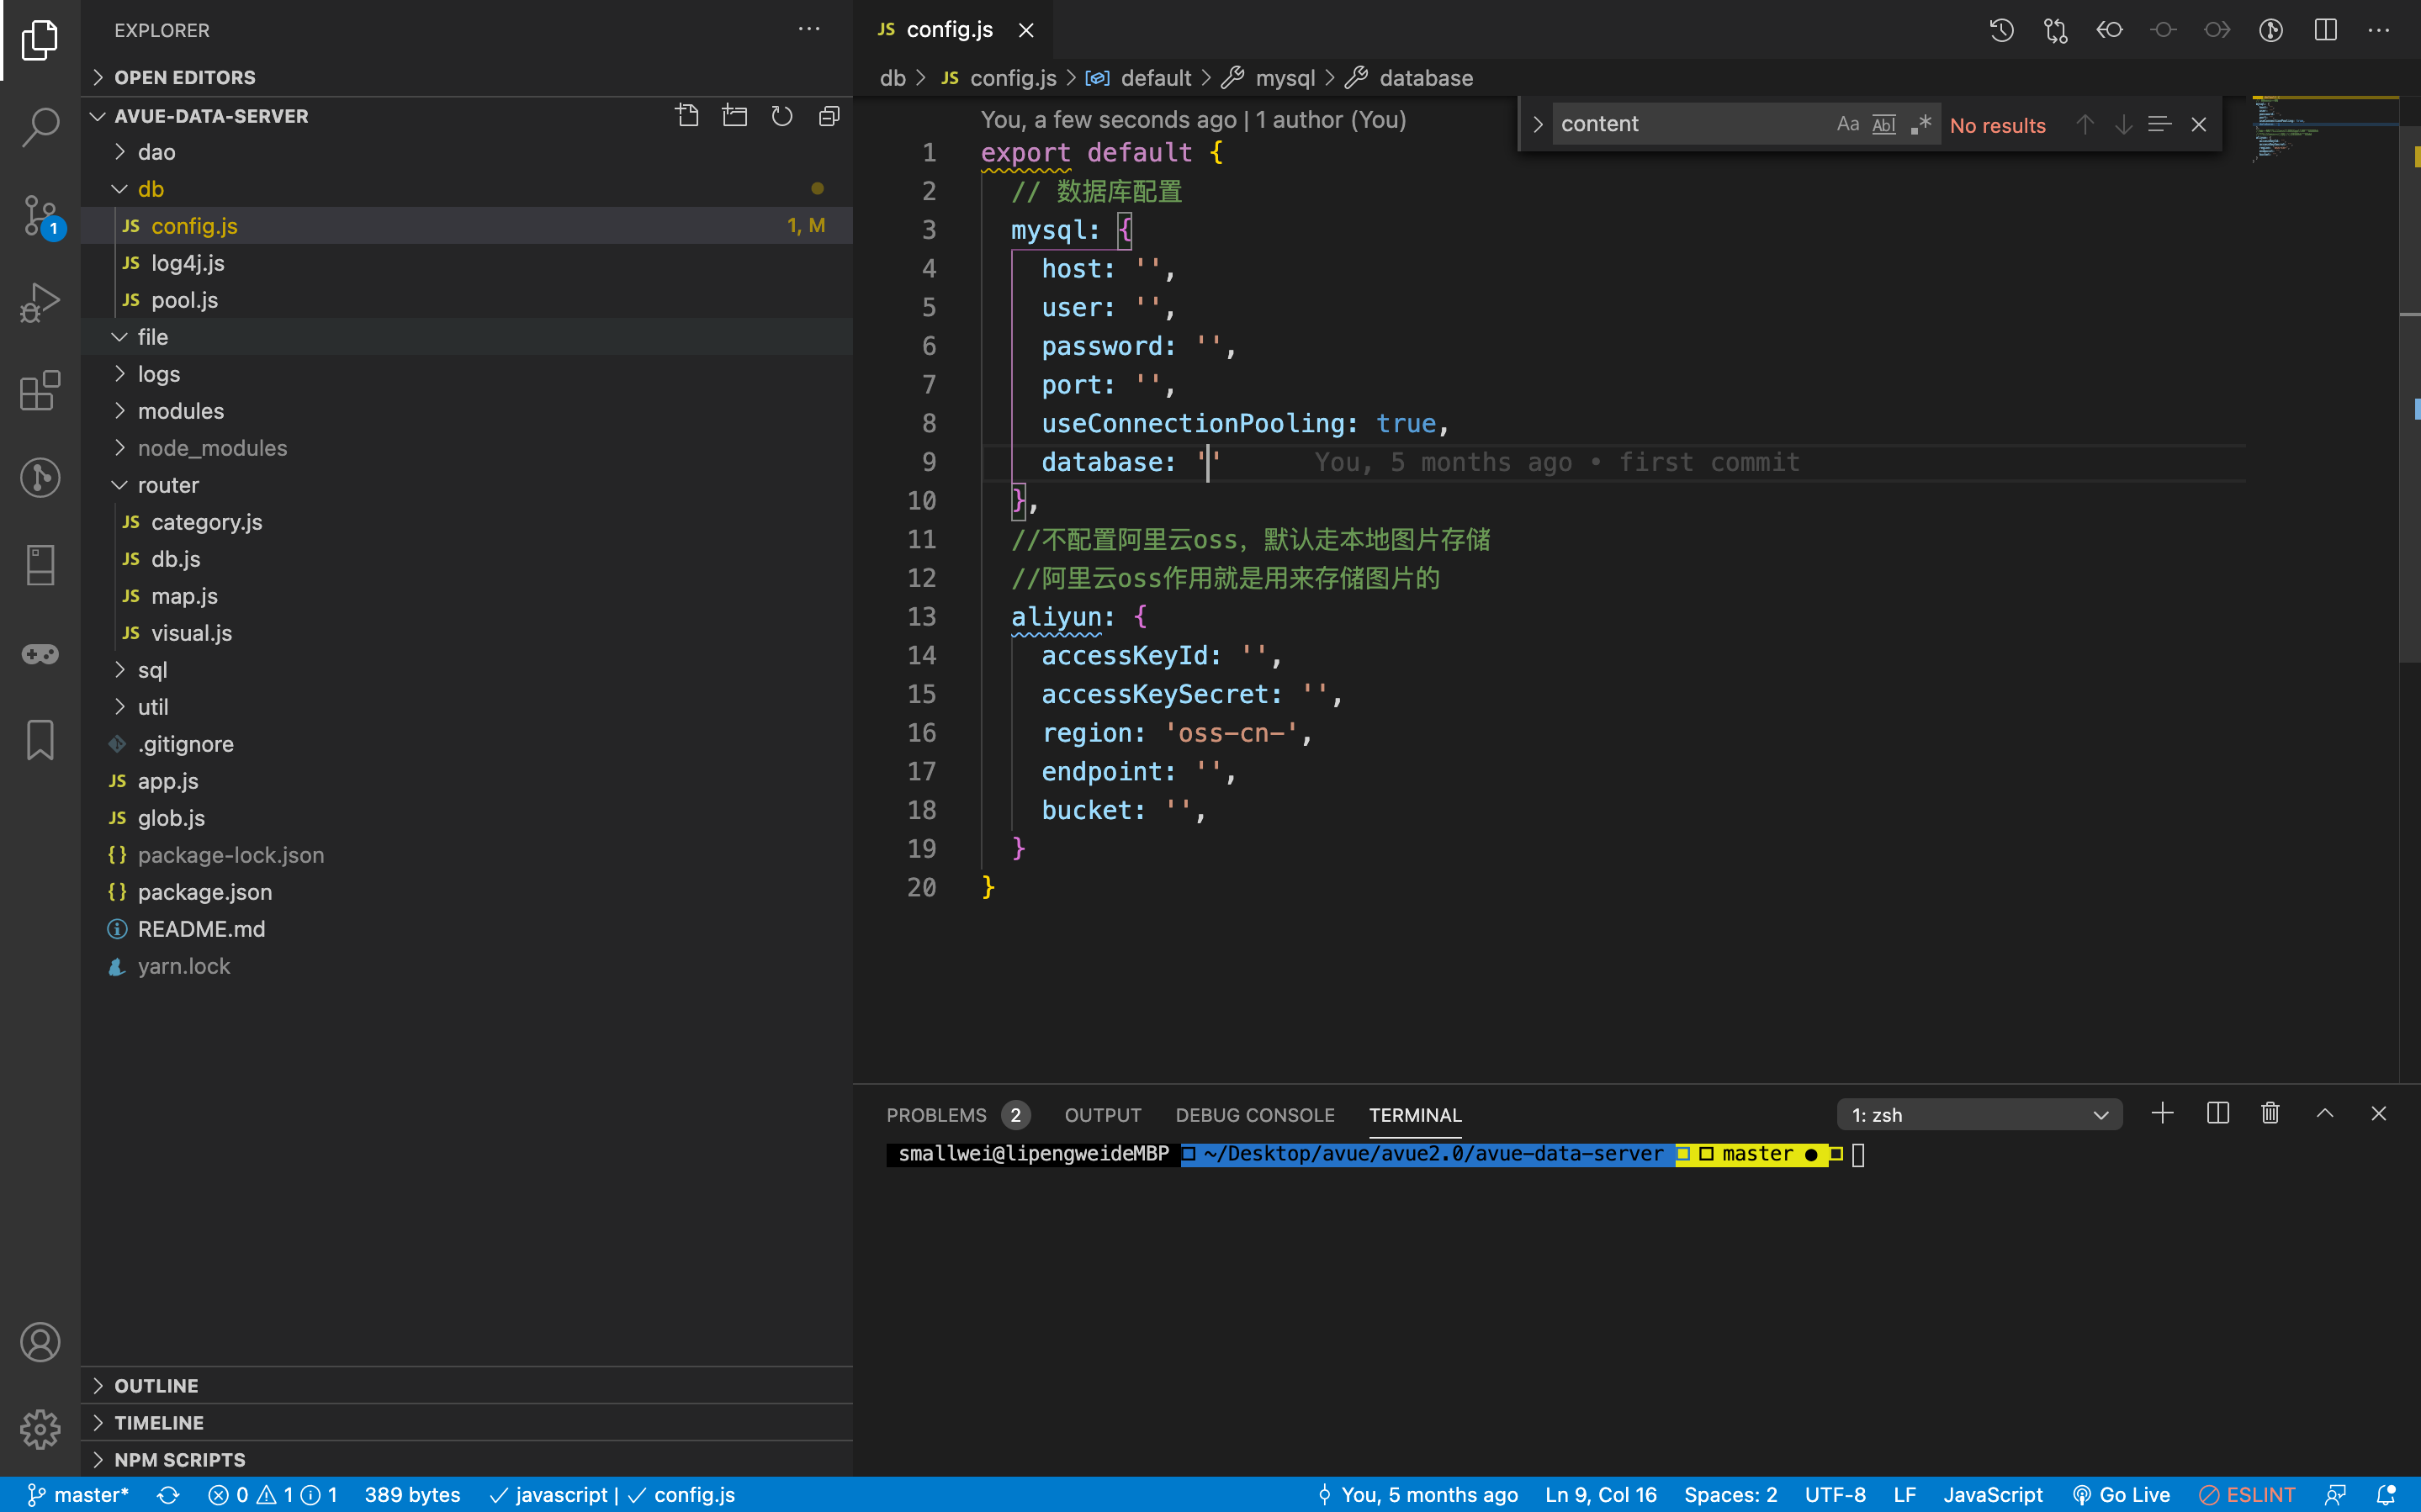 EXPLORER
OPEN EDITORS
AVUE-DATA-SERVER
dao
db
JS config.js 1, M
JS log4j.js
JS pool.js
file
logs
modules
node_modules
router
JS category.js
JS db.js
JS map.js
JS visual.js
sql
util
.gitignore
JS app.js
JS glob.js
{} package-lock.json
{} package.json
README.md
yarn.lock
OUTLINE
TIMELINE
NPM SCRIPTS
1
JS config.js
db > JS config.js > default > mysql > database
content Aa Abl .* No results
You, a few seconds ago | 1 author (You)
1 export default {
2 // 数据库配置
3 mysql: {
4 host: '',
5 user: '',
6 password: '',
7 port: '',
8 useConnectionPooling: true,
9 database: '' You, 5 months ago • first commit
10 },
11 //不配置阿里云oss，默认走本地图片存储
12 //阿里云oss作用就是用来存储图片的
13 aliyun: {
14 accessKeyId: '',
15 accessKeySecret: '',
16 region: 'oss-cn-',
17 endpoint: '',
18 bucket: '',
19 }
20 }
PROBLEMS 2 OUTPUT DEBUG CONSOLE TERMINAL 1: zsh
smallwei@lipengweideMBP ~/Desktop/avue/avue2.0/avue-data-server master ●
master* 0 1 1 389 bytes ✓ javascript | ✓ config.js You, 5 months ago Ln 9, Col 16 Spaces: 2 UTF-8 LF JavaScript Go Live ESLINT